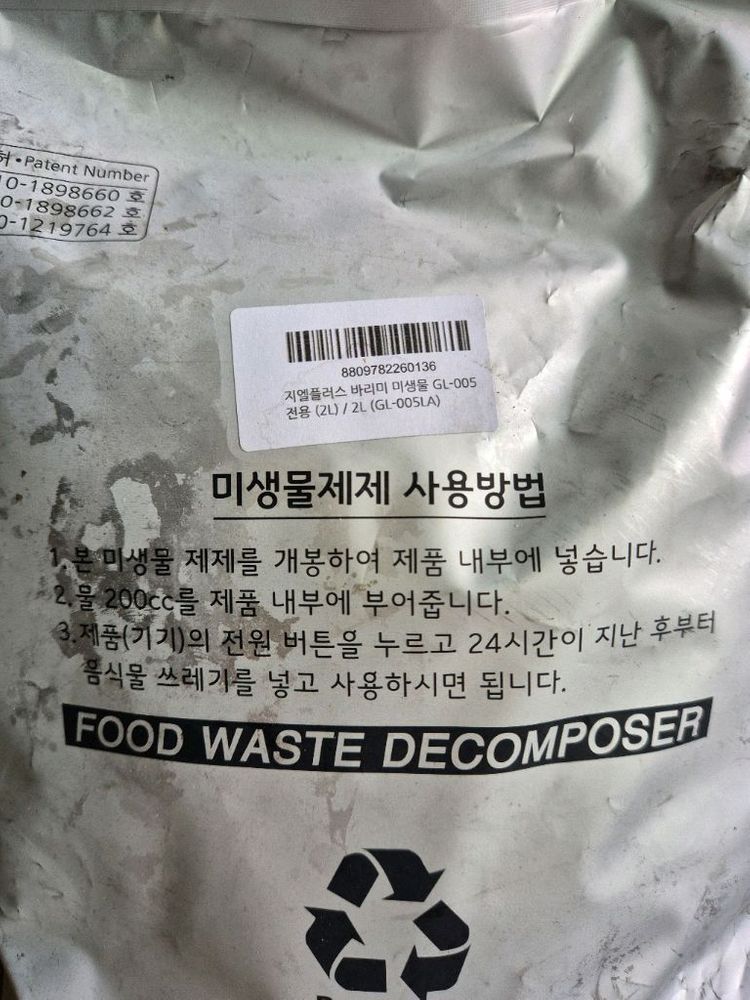 허•Patent Number
10-1898660 호
0-1898662 호
0-1219764 호
8809782260136
지엘플러스 바리미 미생물 GL-005
전용 (2L) / 2L (GL-005LA)
미생물제제 사용방법
1.본 미생물 제제를 개봉하여 제품 내부에 넣습니다.
2.물 200cc를 제품 내부에 부어줍니다.
3.제품(기기)의 전원 버튼을 누르고 24시간이 지난 후부터
음식물 쓰레기를 넣고 사용하시면 됩니다.
FOOD WASTE DECOMPOSER